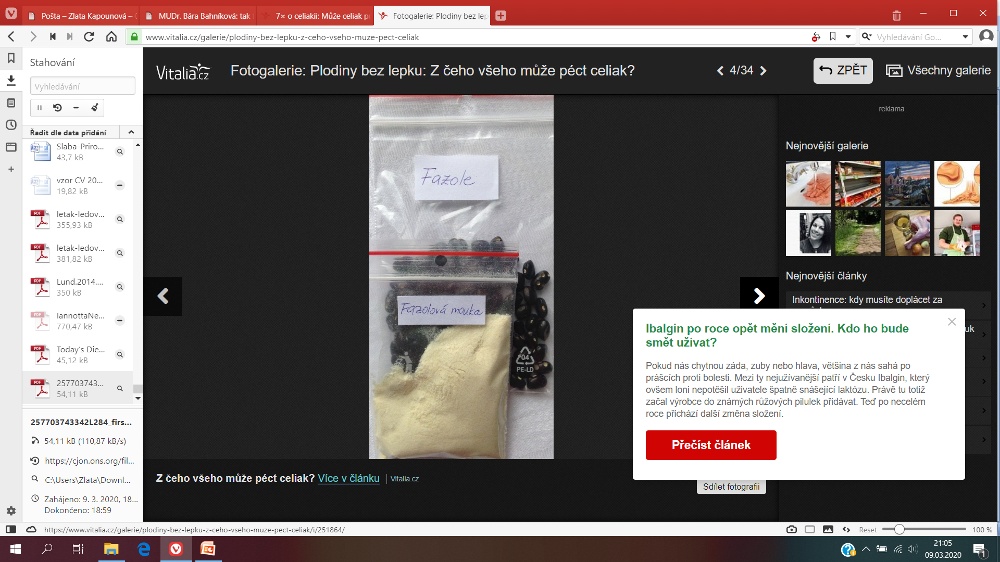 Pošta – Zlata Kapounová –
MUDr. Bára Bahníková: tak
7× o celiakii: Může celiak
Fotogalerie: Plodiny bez
www.vitalia.cz/galerie/plodiny-bez-lepku-z-ceho-vseho-muze-pect-celiak
Vyhledávání Go...
Stahování
Vyhledávání
Řadit dle data přidání
Slaba-Priro...
43,7 kB
vzor CV 20...
19,82 kB
letak-ledov...
355,93 kB
letak-ledov...
381,82 kB
Lund.2014....
350 kB
IannottaNe...
770,47 kB
Today's Die...
45,12 kB
257703743...
54,11 kB
257703743342L284_firs...
54,11 kB (110,87 kB/s)
https://cjon.ons.org/fil...
C:\Users\Zlata\Downl...
Zahájeno: 9. 3. 2020, 18...
Dokončeno: 18:59
Vitalia.cz
Fotogalerie: Plodiny bez lepku: Z čeho všeho může péct celiak?
4/34
ZPĚT
Všechny galerie
Fazole
Fazolová mouka
04
PE-LD
reklama
Nejnovější galerie
Nejnovější články
Inkontinence: kdy musíte doplácet za
uk
Ibalgin po roce opět mění složení. Kdo ho bude
smět užívat?
Pokud nás chytnou záda, zuby nebo hlava, většina z nás sahá po
prášcích proti bolesti. Mezi ty nejužívanější patří v Česku Ibalgin, který
ovšem loni nepotěšil uživatele špatně snášející laktózu. Právě tu totiž
začal výrobce do známých růžových pilulek přidávat. Teď po necelém
roce přichází další změna složení.
Přečíst článek
Z čeho všeho může péct celiak? Více v článku Vitalia.cz
Sdílet fotografii
https://www.vitalia.cz/galerie/plodiny-bez-lepku-z-ceho-vseho-muze-pect-celiak/i/251864/
Reset
100 %
21:05
09.03.2020
1